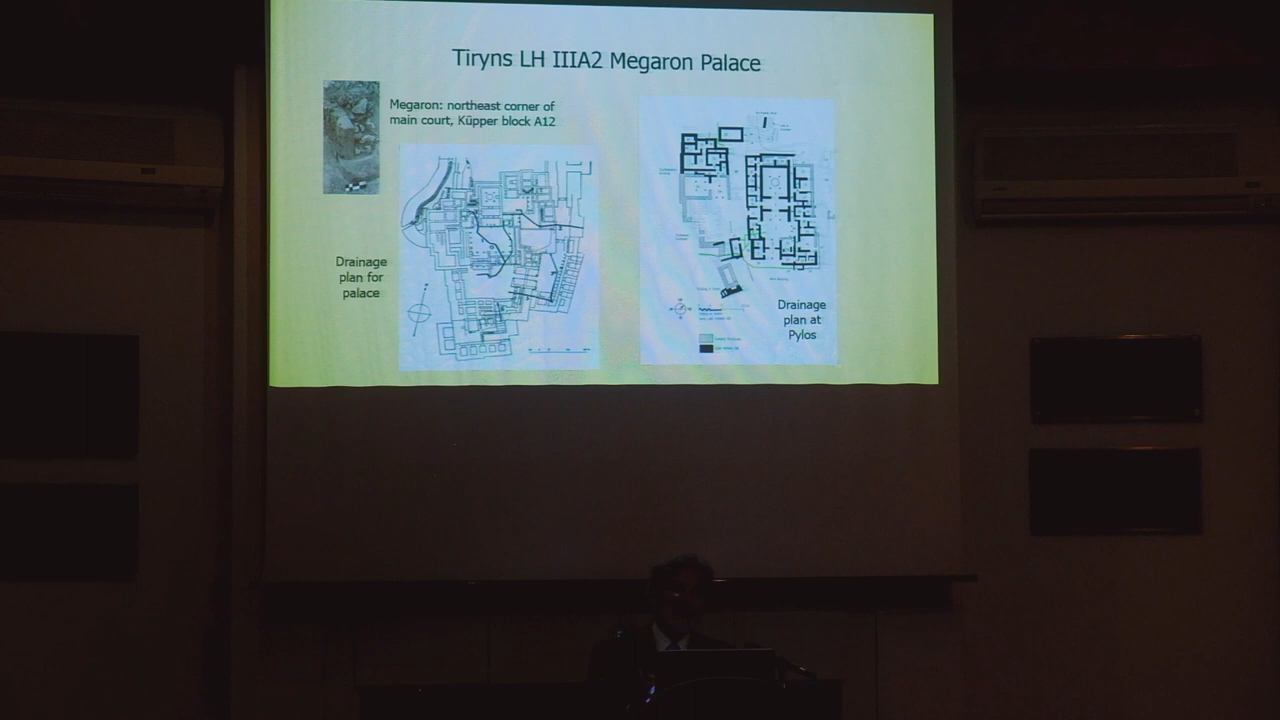 Tiryns LH IIIA2 Megaron Palace
Megaron: northeast corner of
main court, Küpper block A12
Drainage
plan for
palace
Drainage
plan at
Pylos